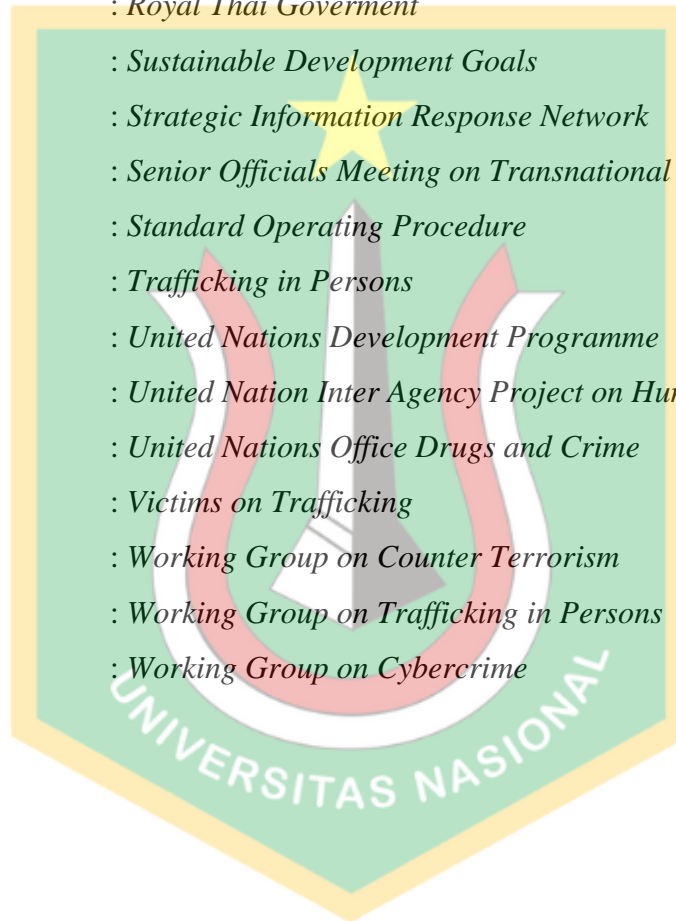 : Royal Thai Goverment
: Sustainable Development Goals
: Strategic Information Response Network
: Senior Officials Meeting on Transnational
: Standard Operating Procedure
: Trafficking in Persons
: United Nations Development Programme
: United Nation Inter Agency Project on
: United Nations Office Drugs and Crime
: Victims on Trafficking
: Working Group on Counter Terrorism
: Working Group on Trafficking in Persons
: Working Group on Cybercrime
UNIVERSITAS NASIONAL